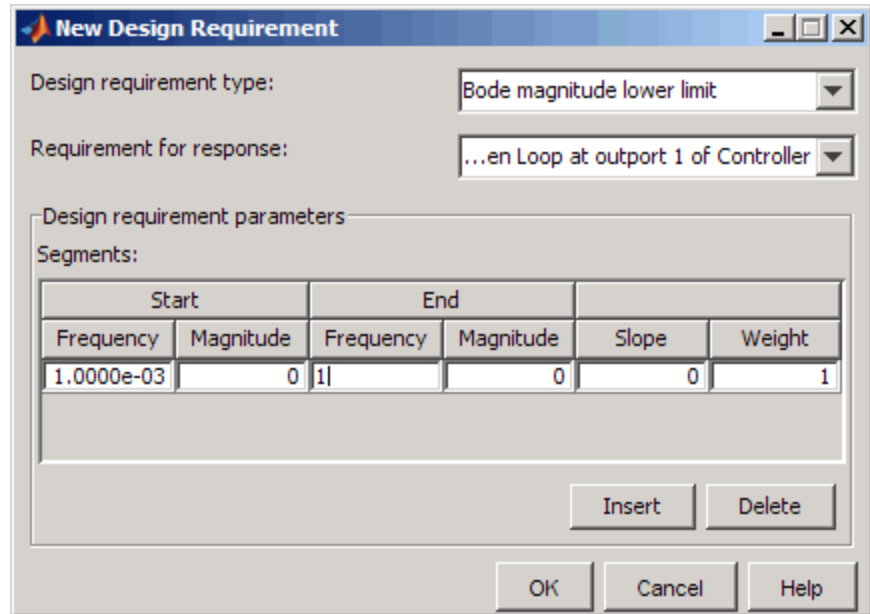 New Design Requirement
Design requirement type: Bode magnitude lower limit
Requirement for response: ...en Loop at outport 1 of Controller
Design requirement parameters
Segments:
Start End
Frequency Magnitude Frequency Magnitude Slope Weight
1.0000e-03 0 1 0 0 1
Insert Delete
OK Cancel Help